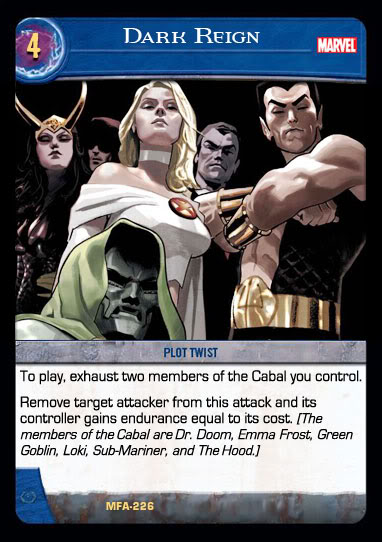 4
Dark Reign
MARVEL
PLOT TWIST
To play, exhaust two members of the Cabal you control.
Remove target attacker from this attack and its
controller gains endurance equal to its cost. [The
members of the Cabal are Dr. Doom, Emma Frost, Green
Goblin, Loki, Sub-Mariner, and The Hood.]
MFA-226